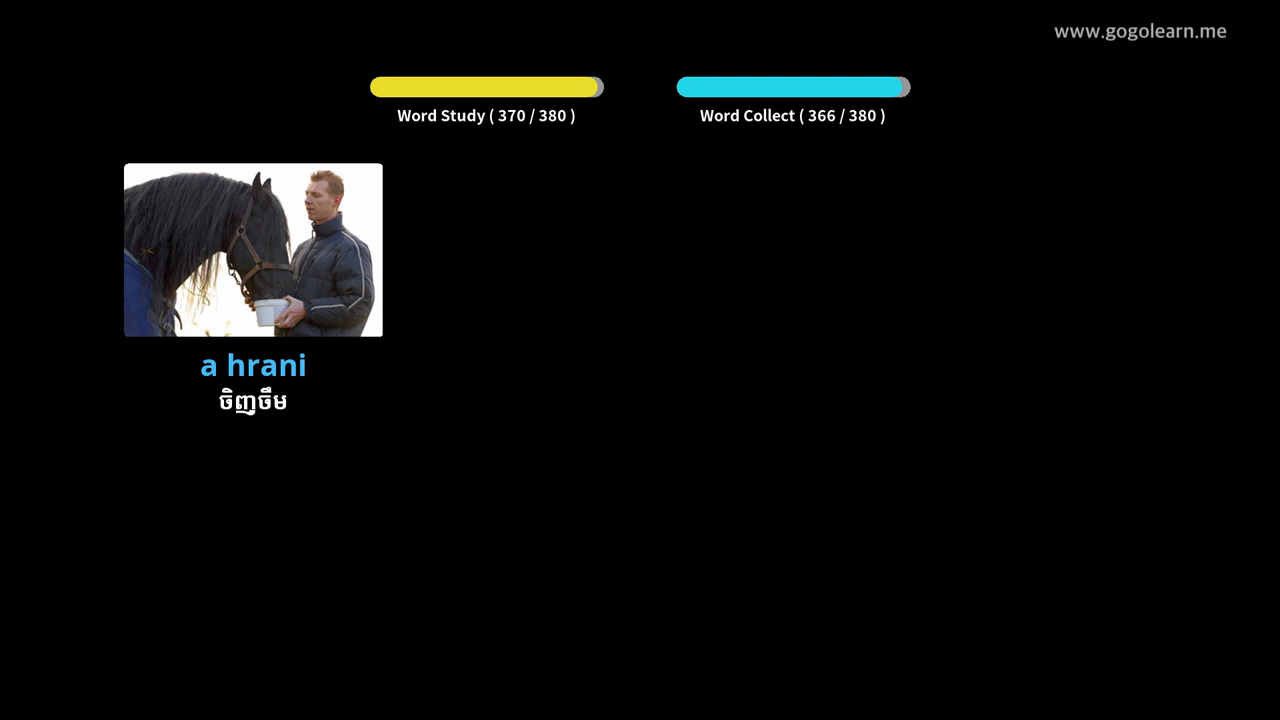 www.gogolearn.me
Word Study ( 370 / 380 )
Word Collect ( 366 / 380 )
a hrani
ចិញ្ចឹម